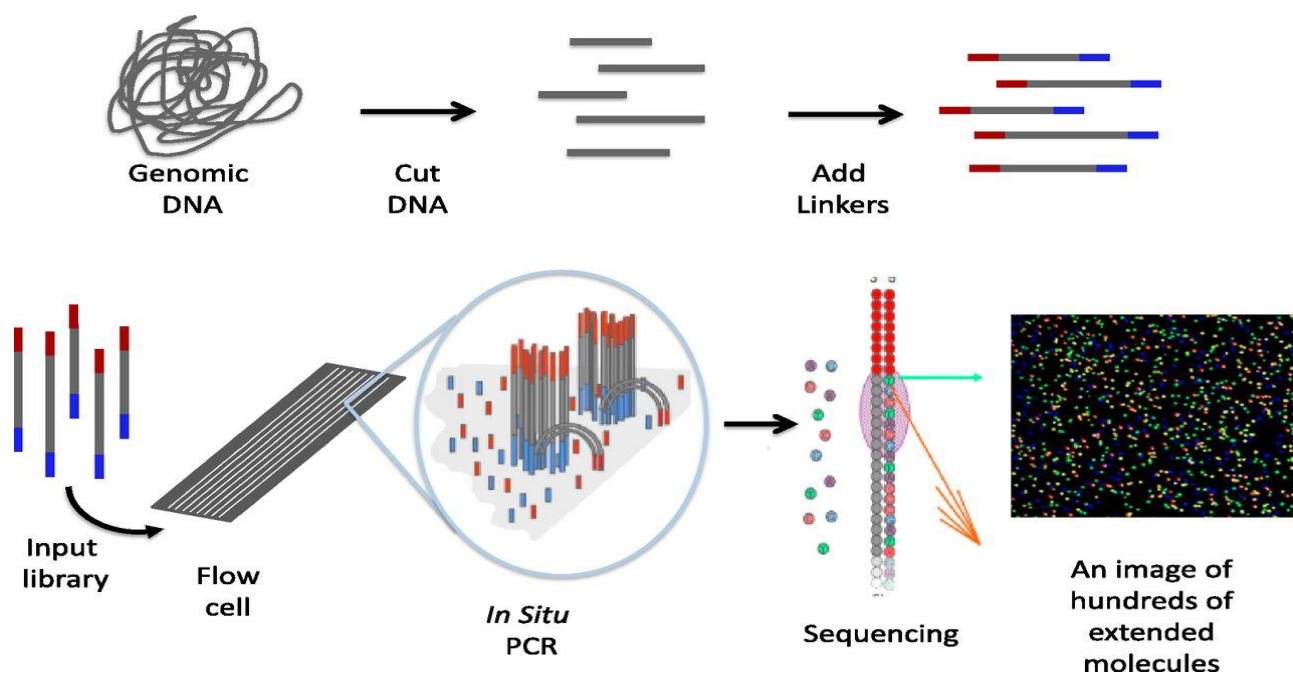 Genomic
DNA
Cut
DNA
Add
Linkers
Input
library
Flow
cell
In Situ
PCR
Sequencing
An image of
hundreds of
extended
molecules